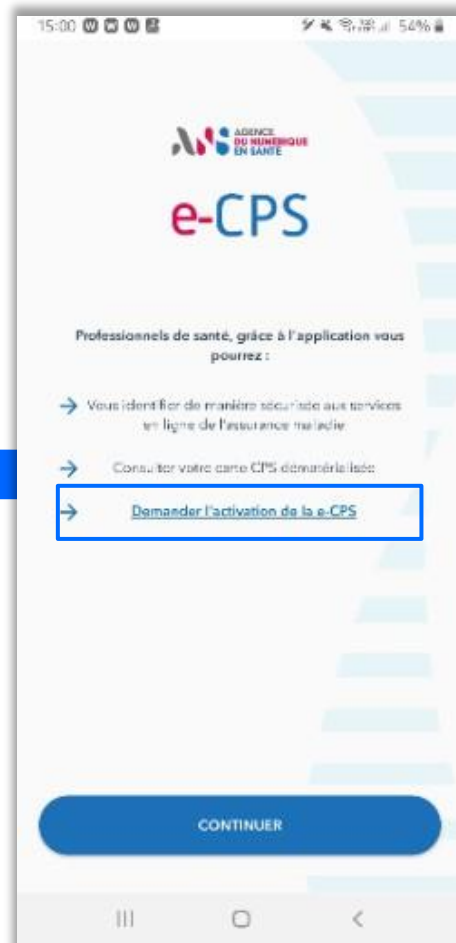 15:00
54%
AGENCE
DU NUMÉRIQUE
EN SANTÉ
e-CPS
Professionnels de santé, grâce à l'application vous
pourrez :
Vous identifier de manière sécurisée aux services
en ligne de l'assurance maladie
Consulter votre carte CPS dématérialisée
Demander l'activation de la e-CPS
CONTINUER